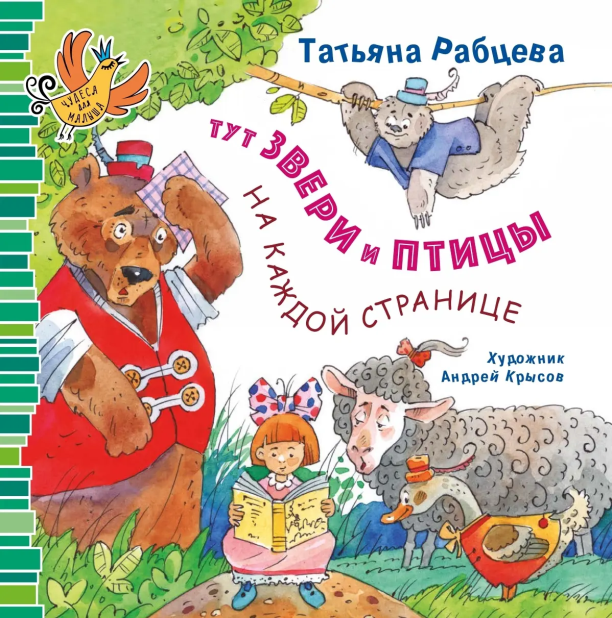 Татьяна Рабцева
ЧУДЕСА
для
МАЛЫША
ТУТ ЗВЕРИ И ПТИЦЫ
НА КАЖДОЙ СТРАНИЦЕ
Художник
Андрей Крысов